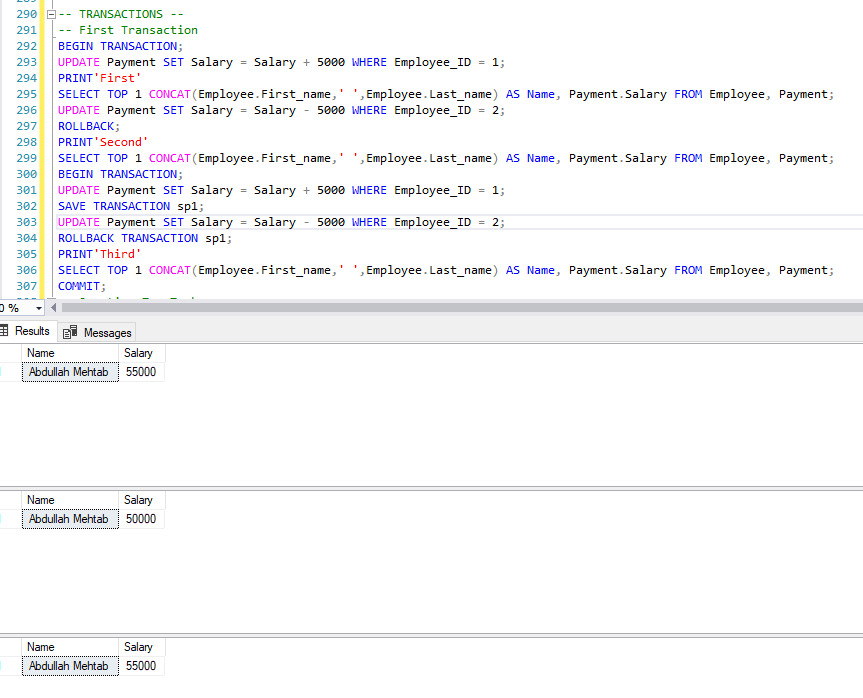 290 -- TRANSACTIONS --
291 -- First Transaction
292 BEGIN TRANSACTION;
293 UPDATE Payment SET Salary = Salary + 5000 WHERE Employee_ID = 1;
294 PRINT'First'
295 SELECT TOP 1 CONCAT(Employee.First_name,' ',Employee.Last_name) AS Name, Payment.Salary FROM Employee, Payment;
296 UPDATE Payment SET Salary = Salary - 5000 WHERE Employee_ID = 2;
297 ROLLBACK;
298 PRINT'Second'
299 SELECT TOP 1 CONCAT(Employee.First_name,' ',Employee.Last_name) AS Name, Payment.Salary FROM Employee, Payment;
300 BEGIN TRANSACTION;
301 UPDATE Payment SET Salary = Salary + 5000 WHERE Employee_ID = 1;
302 SAVE TRANSACTION sp1;
303 UPDATE Payment SET Salary = Salary - 5000 WHERE Employee_ID = 2;
304 ROLLBACK TRANSACTION sp1;
305 PRINT'Third'
306 SELECT TOP 1 CONCAT(Employee.First_name,' ',Employee.Last_name) AS Name, Payment.Salary FROM Employee, Payment;
307 COMMIT;
0 %
Results Messages
Name Salary
Abdullah Mehtab 55000
Name Salary
Abdullah Mehtab 50000
Name Salary
Abdullah Mehtab 55000